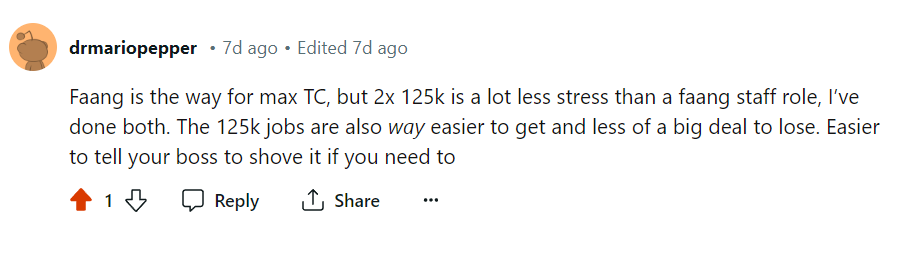 drmariopepper • 7d ago • Edited 7d ago
Faang is the way for max TC, but 2x 125k is a lot less stress than a faang staff role, I’ve
done both. The 125k jobs are also way easier to get and less of a big deal to lose. Easier
to tell your boss to shove it if you need to
1 Reply Share ···